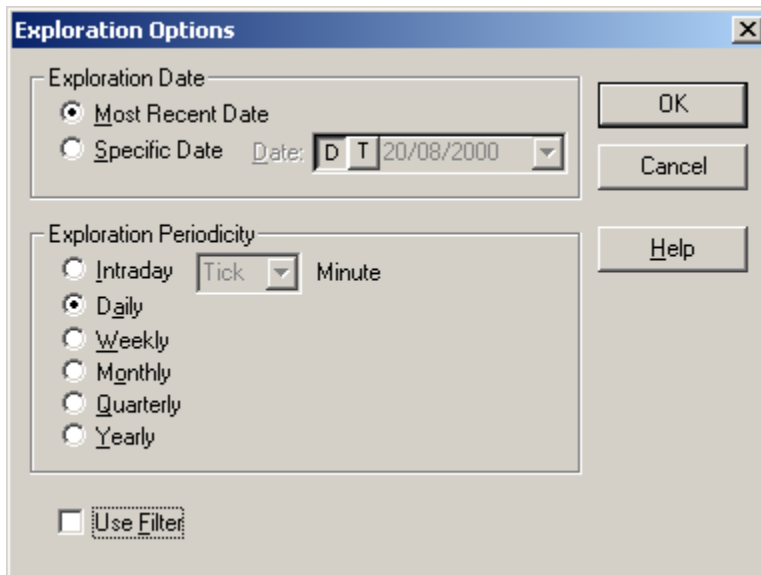 Exploration Options
Exploration Date
Most Recent Date
Specific Date Date: D T 20/08/2000
OK
Cancel
Help
Exploration Periodicity
Intraday Tick Minute
Daily
Weekly
Monthly
Quarterly
Yearly
Use Filter